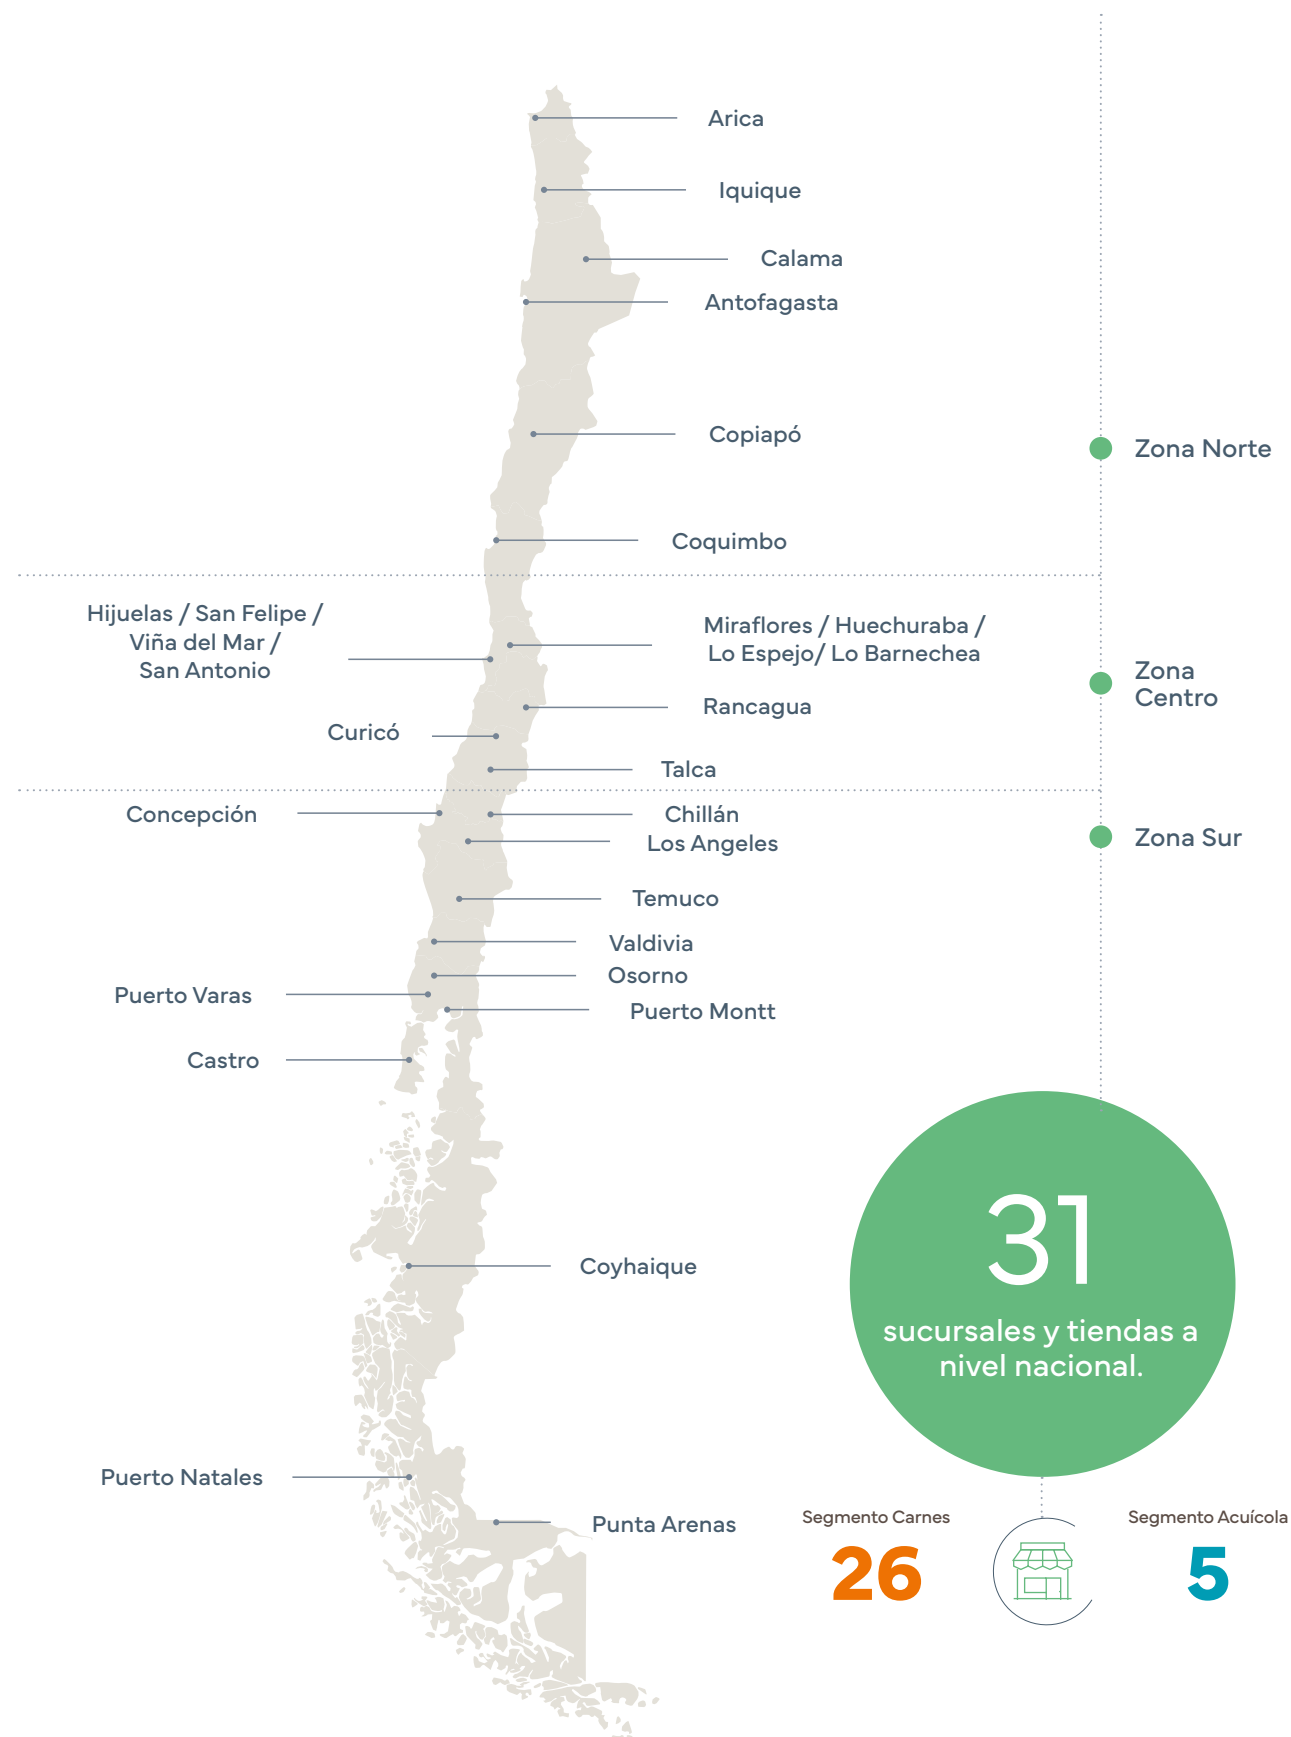 Arica
Iquique
Calama
Antofagasta
Copiapó
Zona Norte
Coquimbo
Hijuelas / San Felipe /
Viña del Mar /
San Antonio
Miraflores / Huechuraba /
Lo Espejo/ Lo Barnechea
Zona
Centro
Rancagua
Curicó
Talca
Concepción
Chillán
Zona Sur
Los Angeles
Temuco
Valdivia
Osorno
Puerto Varas
Puerto Montt
Castro
31
sucursales y tiendas a
nivel nacional.
Coyhaique
Puerto Natales
Punta Arenas
Segmento Carnes
26
Segmento Acuícola
5